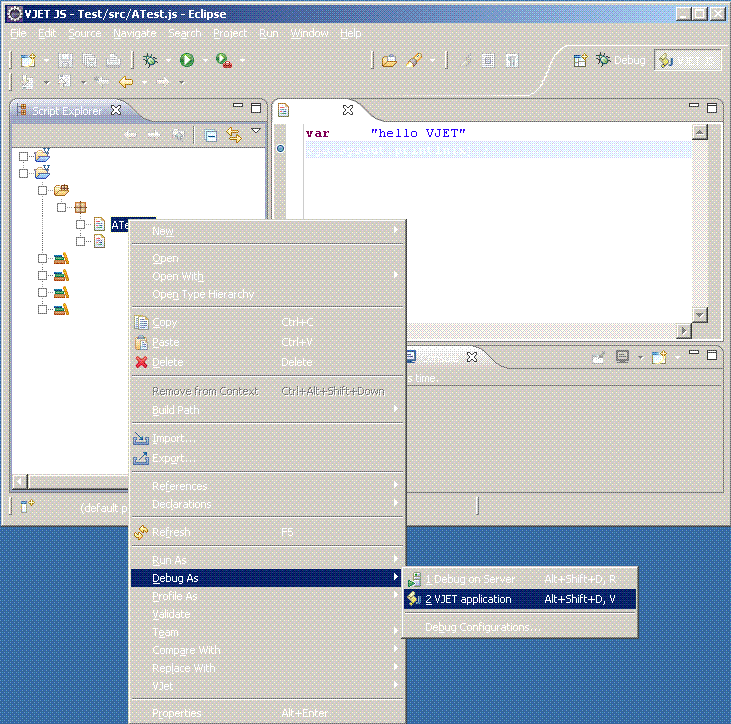 VJET JS - Test/src/ATest.js - Eclipse
File Edit Source Navigate Search Project Run Window Help
Debug VJET JS
Script Explorer
var "hello VJET"
New
Open
Open With
Open Type Hierarchy
Copy Ctrl+C
Paste Ctrl+V
Delete Delete
Remove from Context Ctrl+Alt+Shift+Down
Build Path
Import...
Export...
References
Declarations
Refresh F5
Run As
Debug As
Profile As
Validate
Team
Compare With
Replace With
VJet
Properties Alt+Enter
1 Debug on Server Alt+Shift+D, R
2 VJET application Alt+Shift+D, V
Debug Configurations...
s time.
(default p